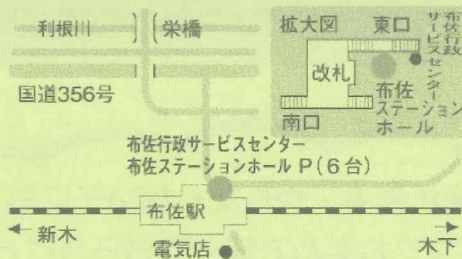 利根川
栄橋
国道356号
拡大図
東口
布佐行政
サービスセンター
改札
布佐
ステーション
ホール
南口
布佐行政サービスセンター
布佐ステーションホール P(6台)
布佐駅
新木
木下
電気店